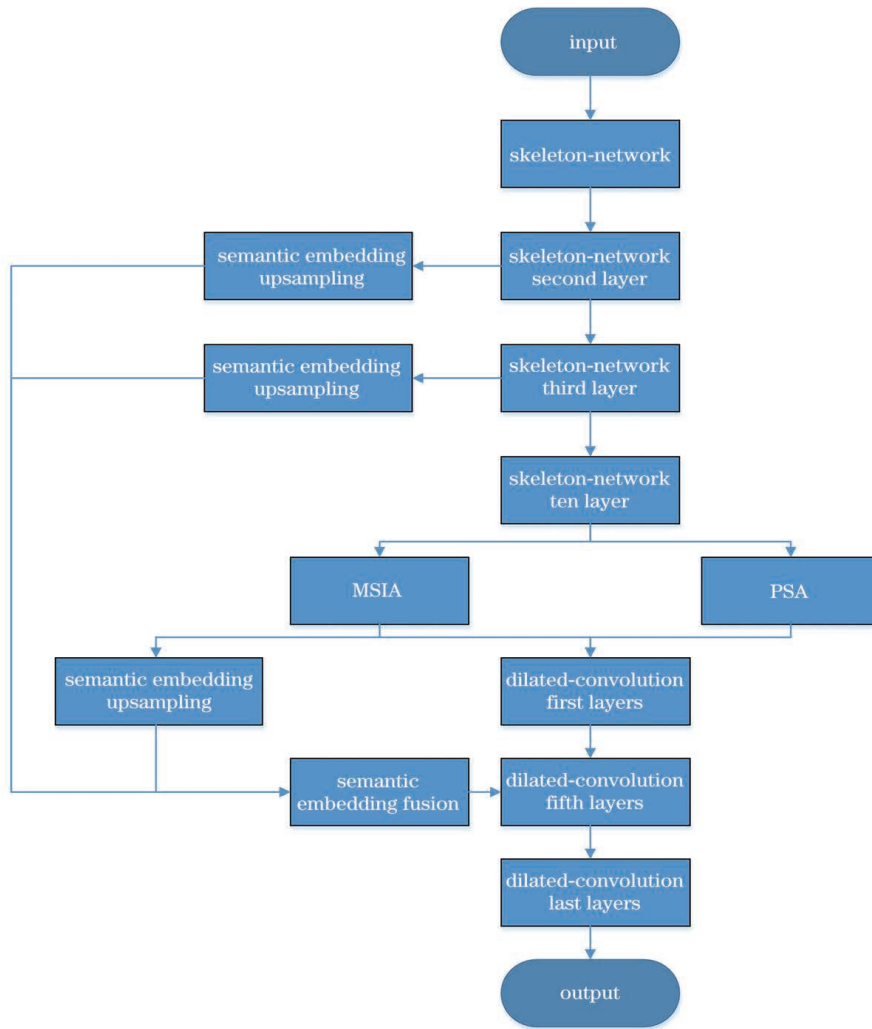 input
skeleton-network
semantic embedding
upsampling
skeleton-network
second layer
semantic embedding
upsampling
skeleton-network
third layer
skeleton-network
ten layer
MSIA
PSA
semantic embedding
upsampling
dilated-convolution
first layers
semantic
embedding fusion
dilated-convolution
fifth layers
dilated-convolution
last layers
output